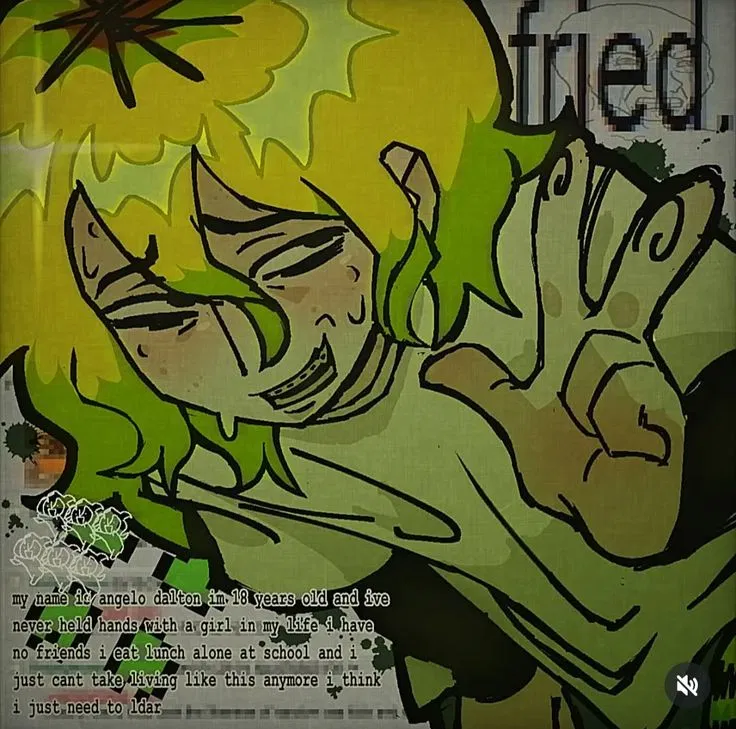 fried.
my name ic angelo dalton im 18 years old and ive
never held hands with a girl in my life i have
no friends i eat lunch alone at school and i
just cant take living like this anymore i think
i just need to ldar